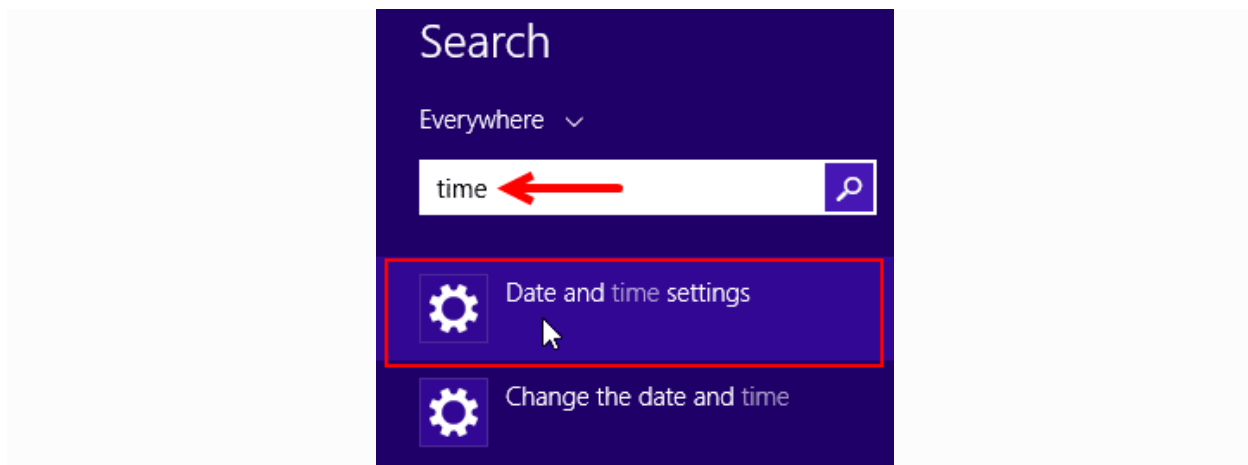 Search
Everywhere
time
Date and time settings
Change the date and time